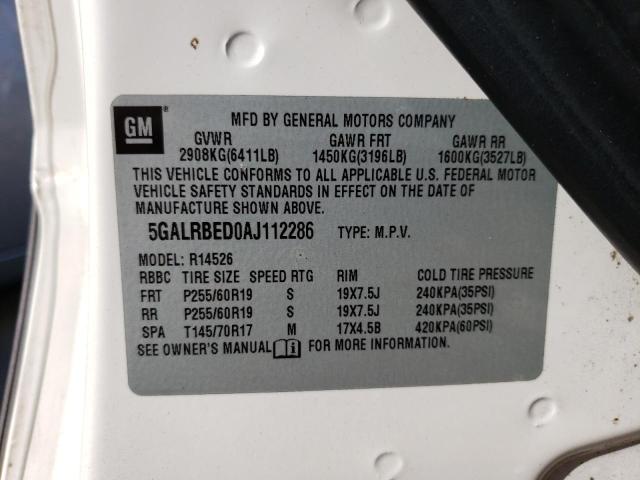 GM ® MFD BY GENERAL MOTORS COMPANY
GVWR GAWR FRT GAWR RR
2908KG(6411LB) 1450KG(3196LB) 1600KG(3527LB)
THIS VEHICLE CONFORMS TO ALL APPLICABLE U.S. FEDERAL MOTOR
VEHICLE SAFETY STANDARDS IN EFFECT ON THE DATE OF
MANUFACTURE SHOWN ABOVE.
5GALRBED0AJ112286 TYPE: M.P.V.
MODEL: R14526
RBBC TIRE SIZE SPEED RTG RIM COLD TIRE PRESSURE
FRT P255/60R19 S 19X7.5J 240KPA(35PSI)
RR P255/60R19 S 19X7.5J 240KPA(35PSI)
SPA T145/70R17 M 17X4.5B 420KPA(60PSI)
SEE OWNER'S MANUAL FOR MORE INFORMATION.